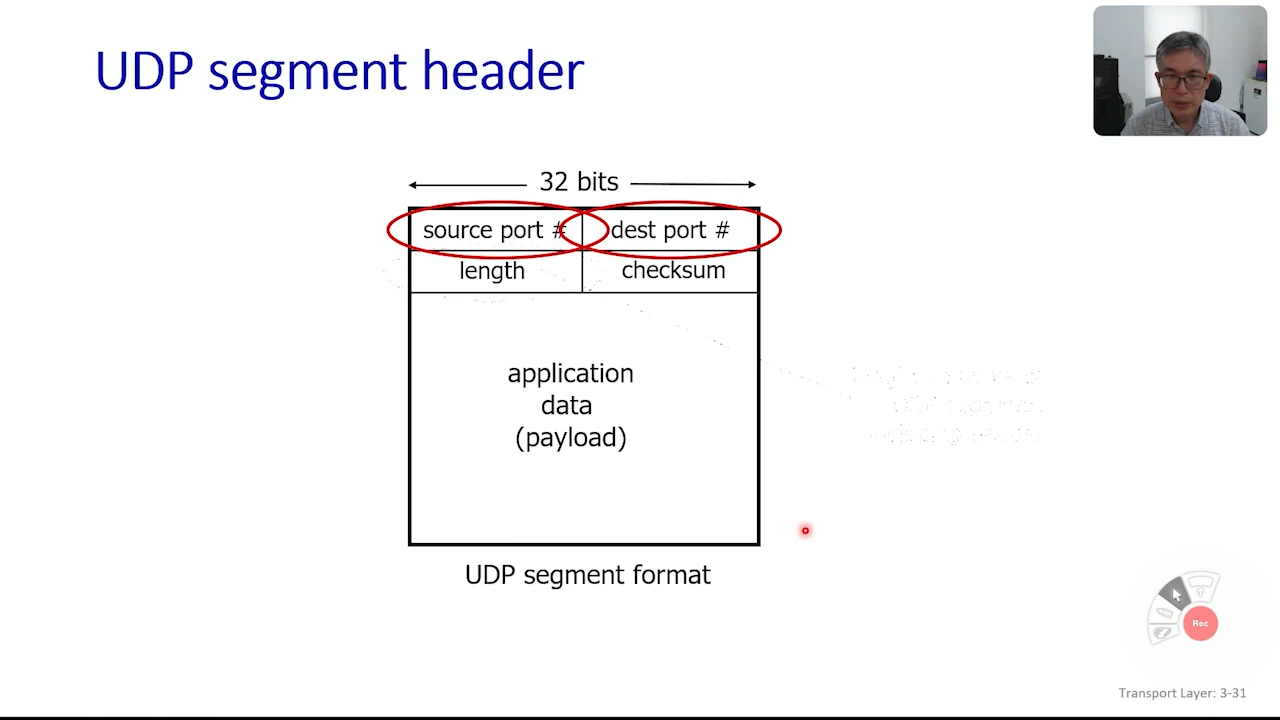 UDP segment header
32 bits
source port # dest port #
length checksum
application
data
(payload)
UDP segment format
Rec
Transport Layer: 3-31